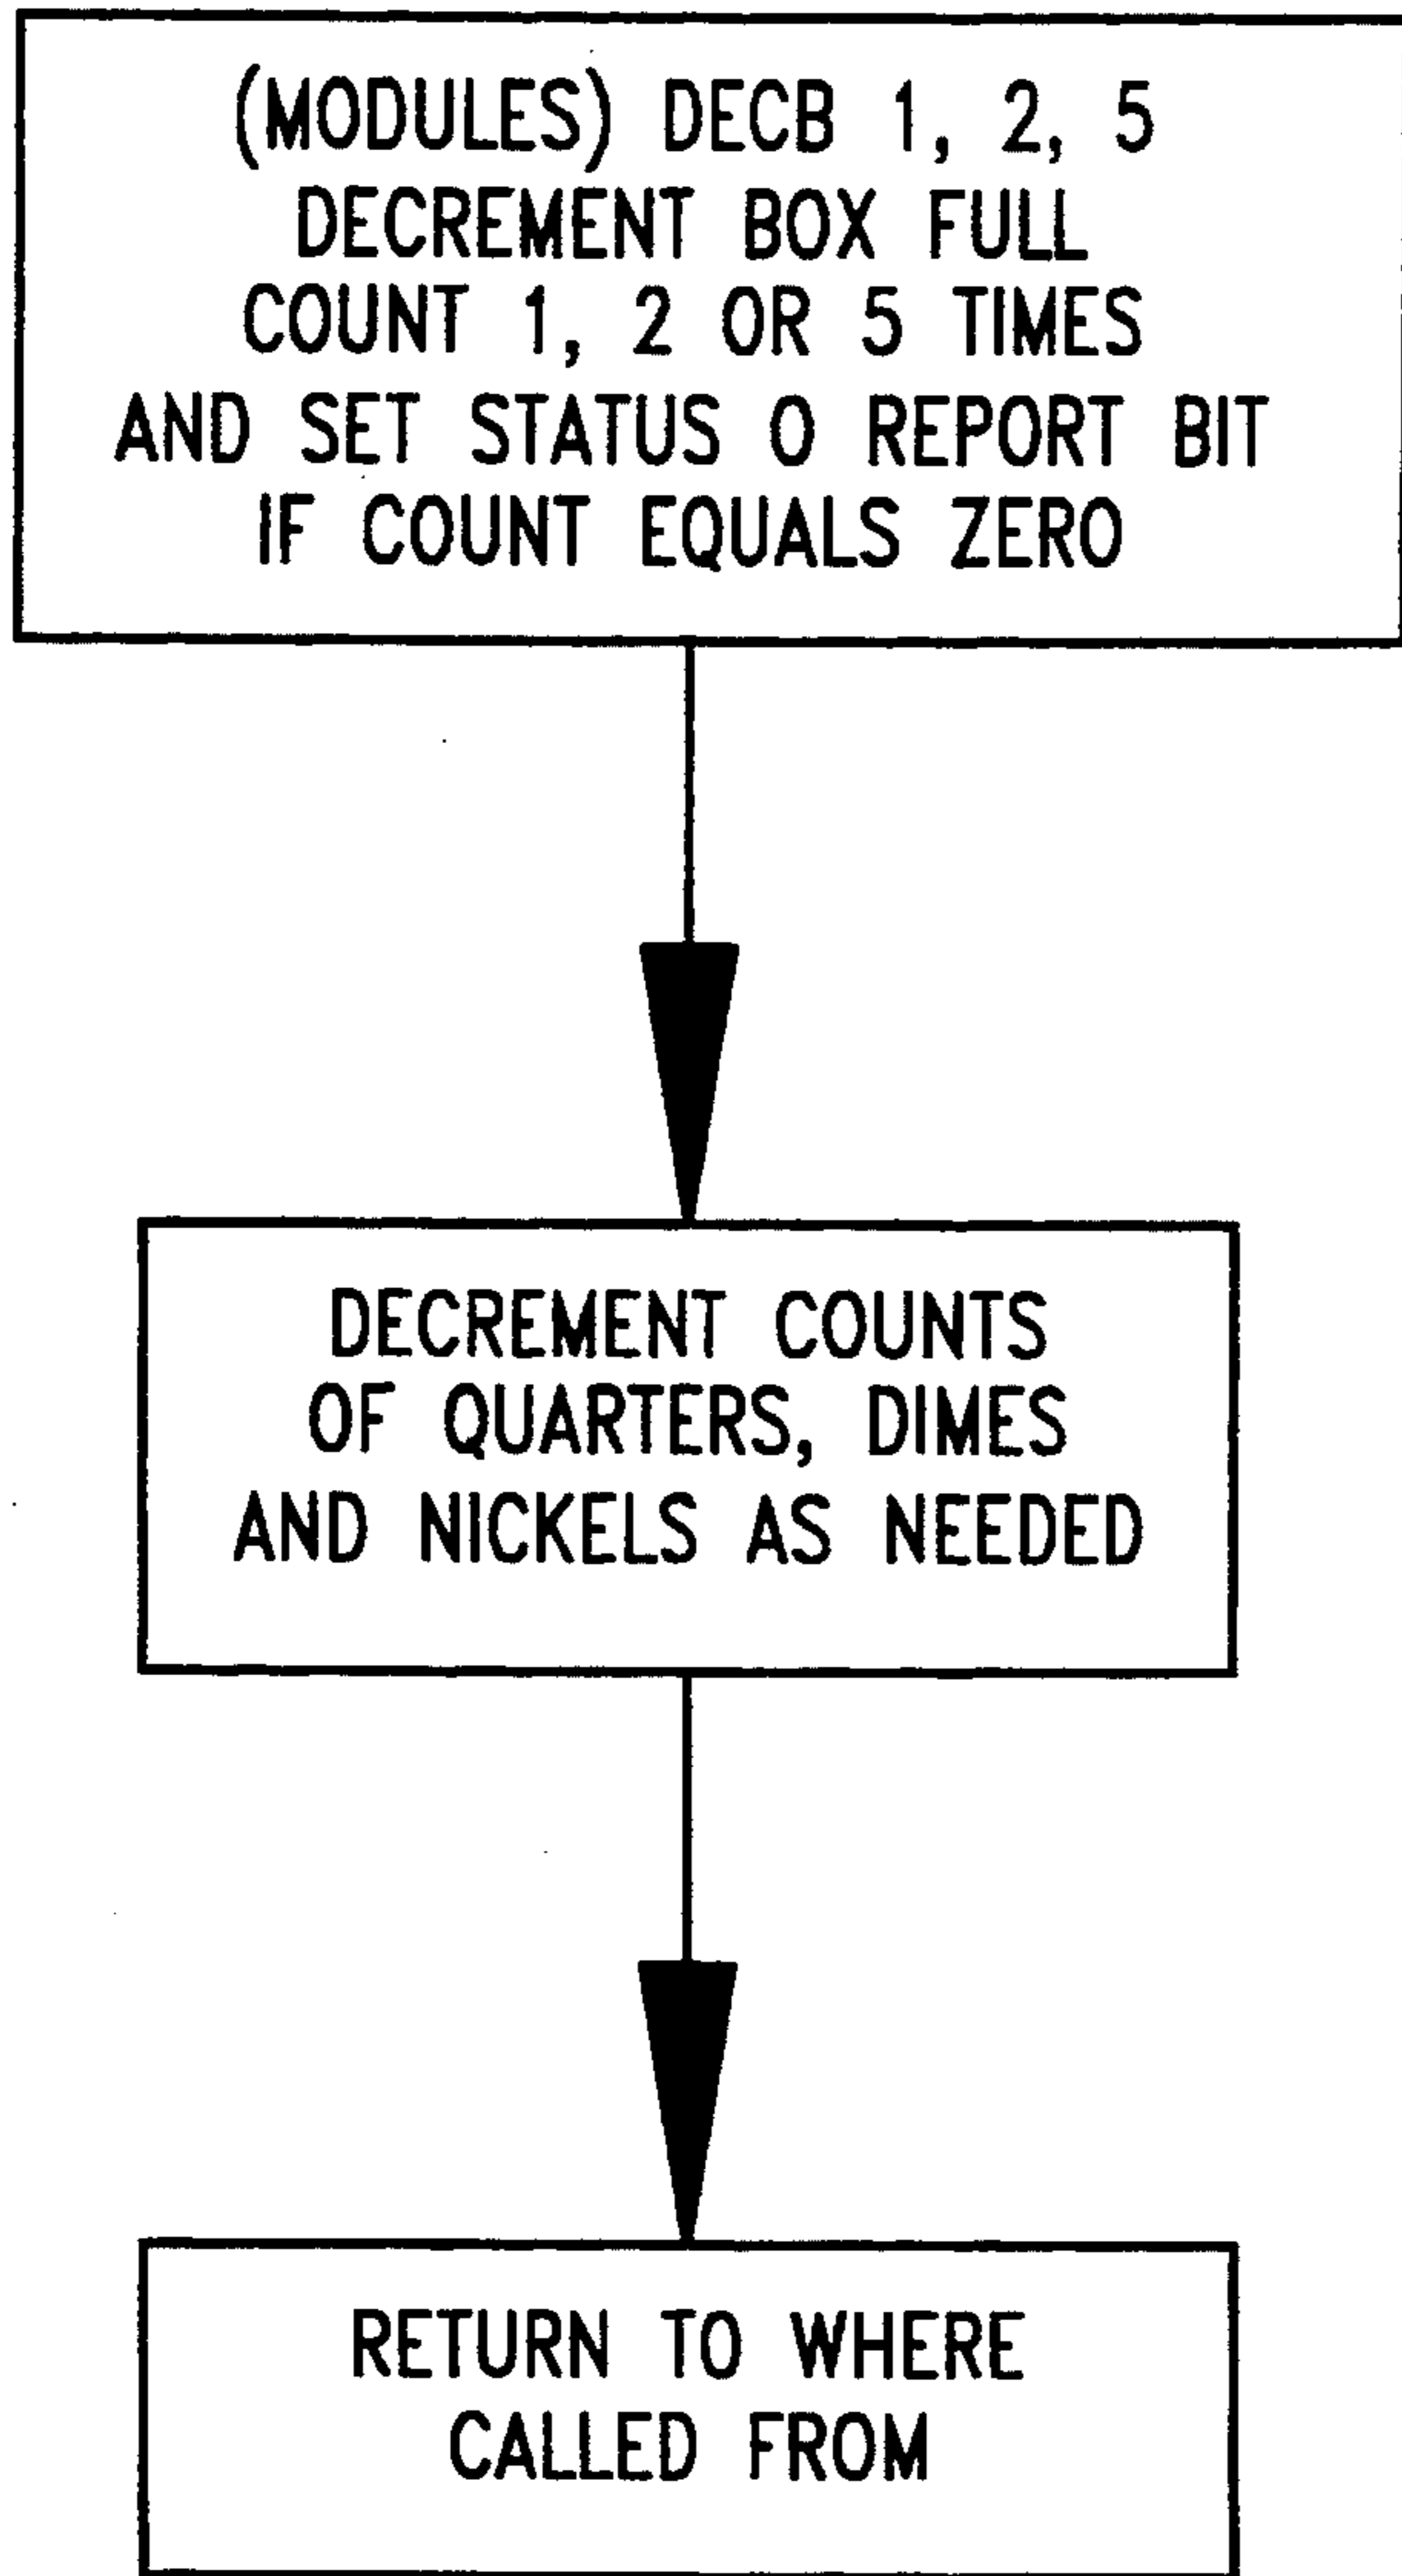 (MODULES) DECB 1, 2, 5
DECREMENT BOX FULL
COUNT 1, 2 OR 5 TIMES
AND SET STATUS 0 REPORT BIT
IF COUNT EQUALS ZERO
DECREMENT COUNTS
OF QUARTERS, DIMES
AND NICKELS AS NEEDED
RETURN TO WHERE
CALLED FROM